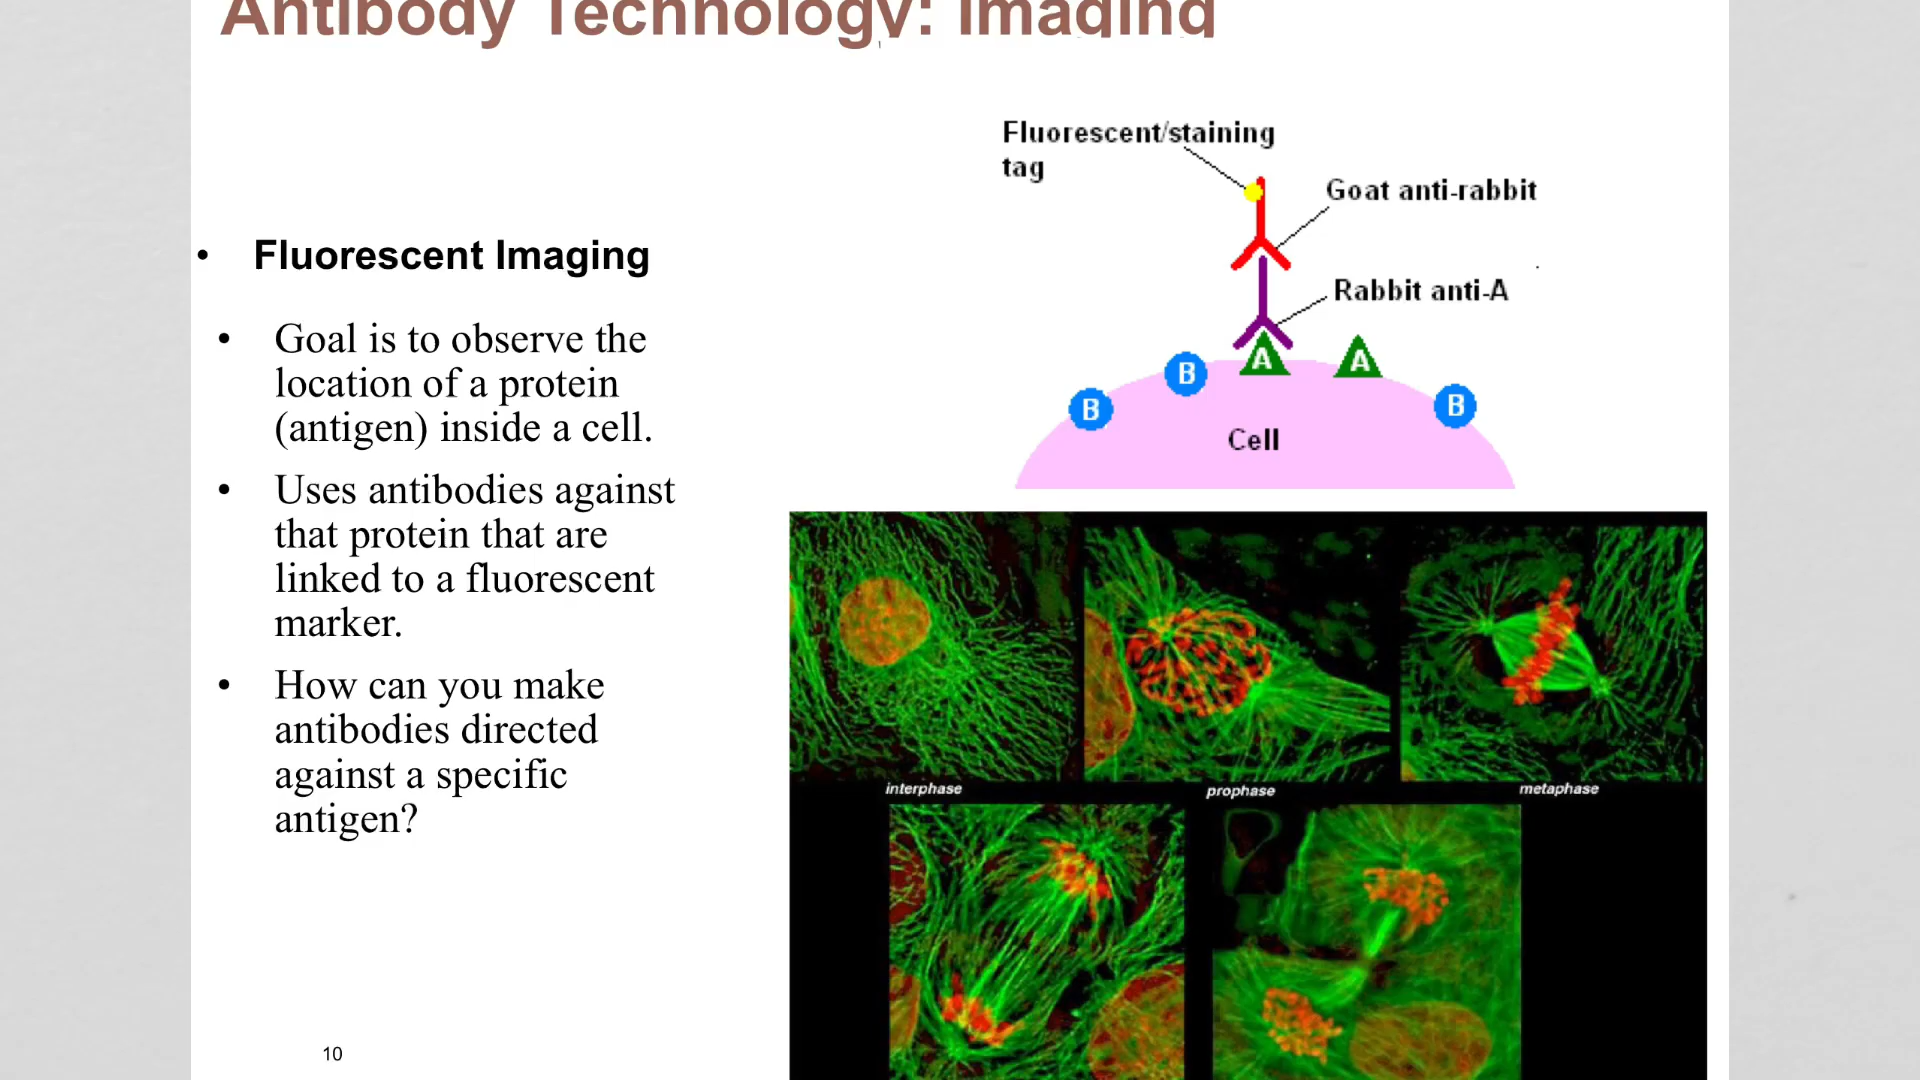 Antibody Technology: Imaging
Fluorescent/staining
tag
Goat anti-rabbit
• Fluorescent Imaging
Rabbit anti-A
• Goal is to observe the
location of a protein
(antigen) inside a cell.
A
A
B
B
B
Cell
• Uses antibodies against
that protein that are
linked to a fluorescent
marker.
• How can you make
antibodies directed
against a specific
antigen?
interphase
prophase
metaphase
10